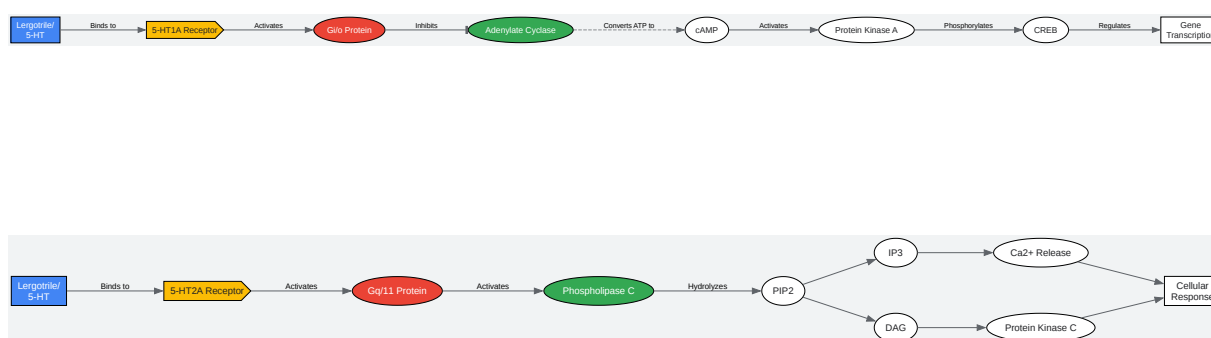 Lergotrile/
5-HT
Binds to
5-HT1A Receptor
Activates
Gi/o Protein
Inhibits
Adenylate Cyclase
Converts ATP to
cAMP
Activates
Protein Kinase A
Phosphorylates
CREB
Regulates
Gene
Transcription
Lergotrile/
5-HT
Binds to
5-HT2A Receptor
Activates
Gq/11 Protein
Activates
Phospholipase C
Hydrolyzes
PIP2
IP3
Ca2+ Release
DAG
Protein Kinase C
Cellular
Response